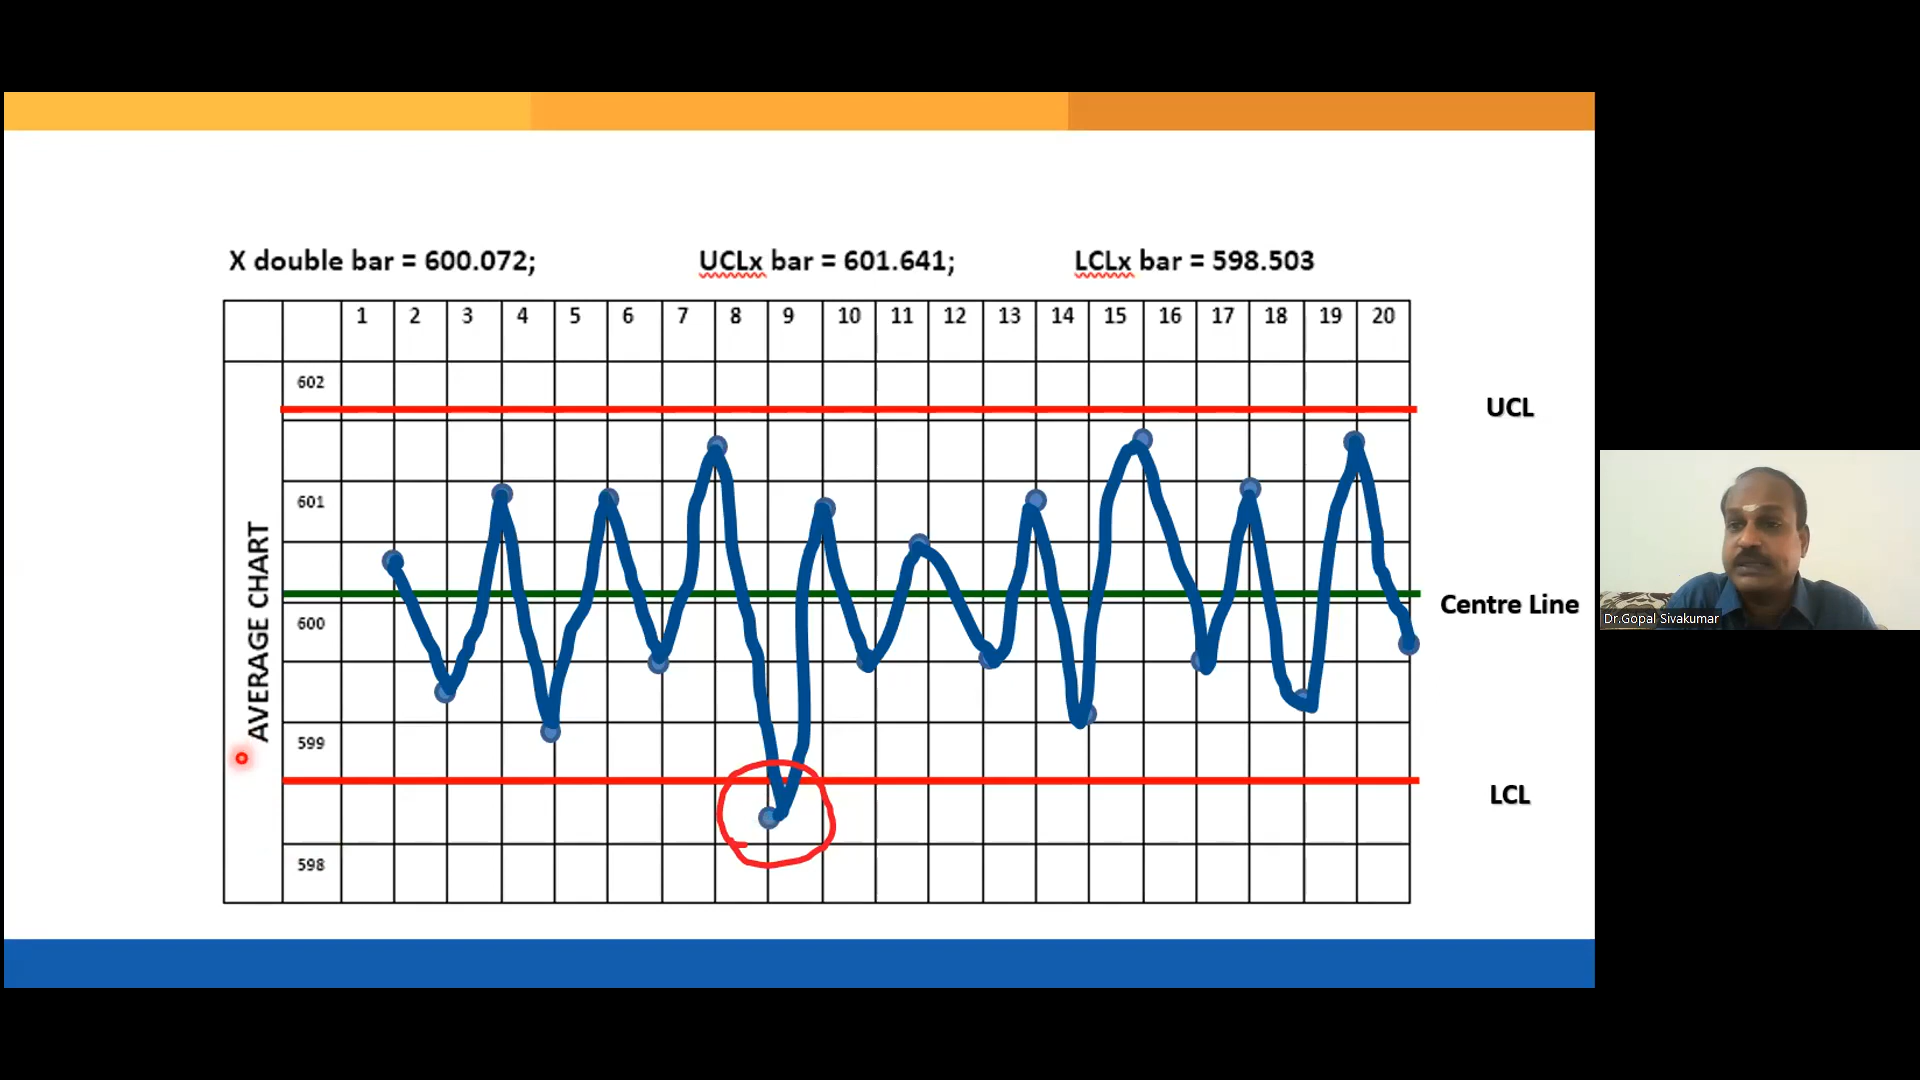 X double bar = 600.072; UCLx bar = 601.641; LCLx bar = 598.503
1 2 3 4 5 6 7 8 9 10 11 12 13 14 15 16 17 18 19 20
602
UCL
601
AVERAGE CHART
Centre Line
600
Dr.Gopal Sivakumar
599
LCL
598